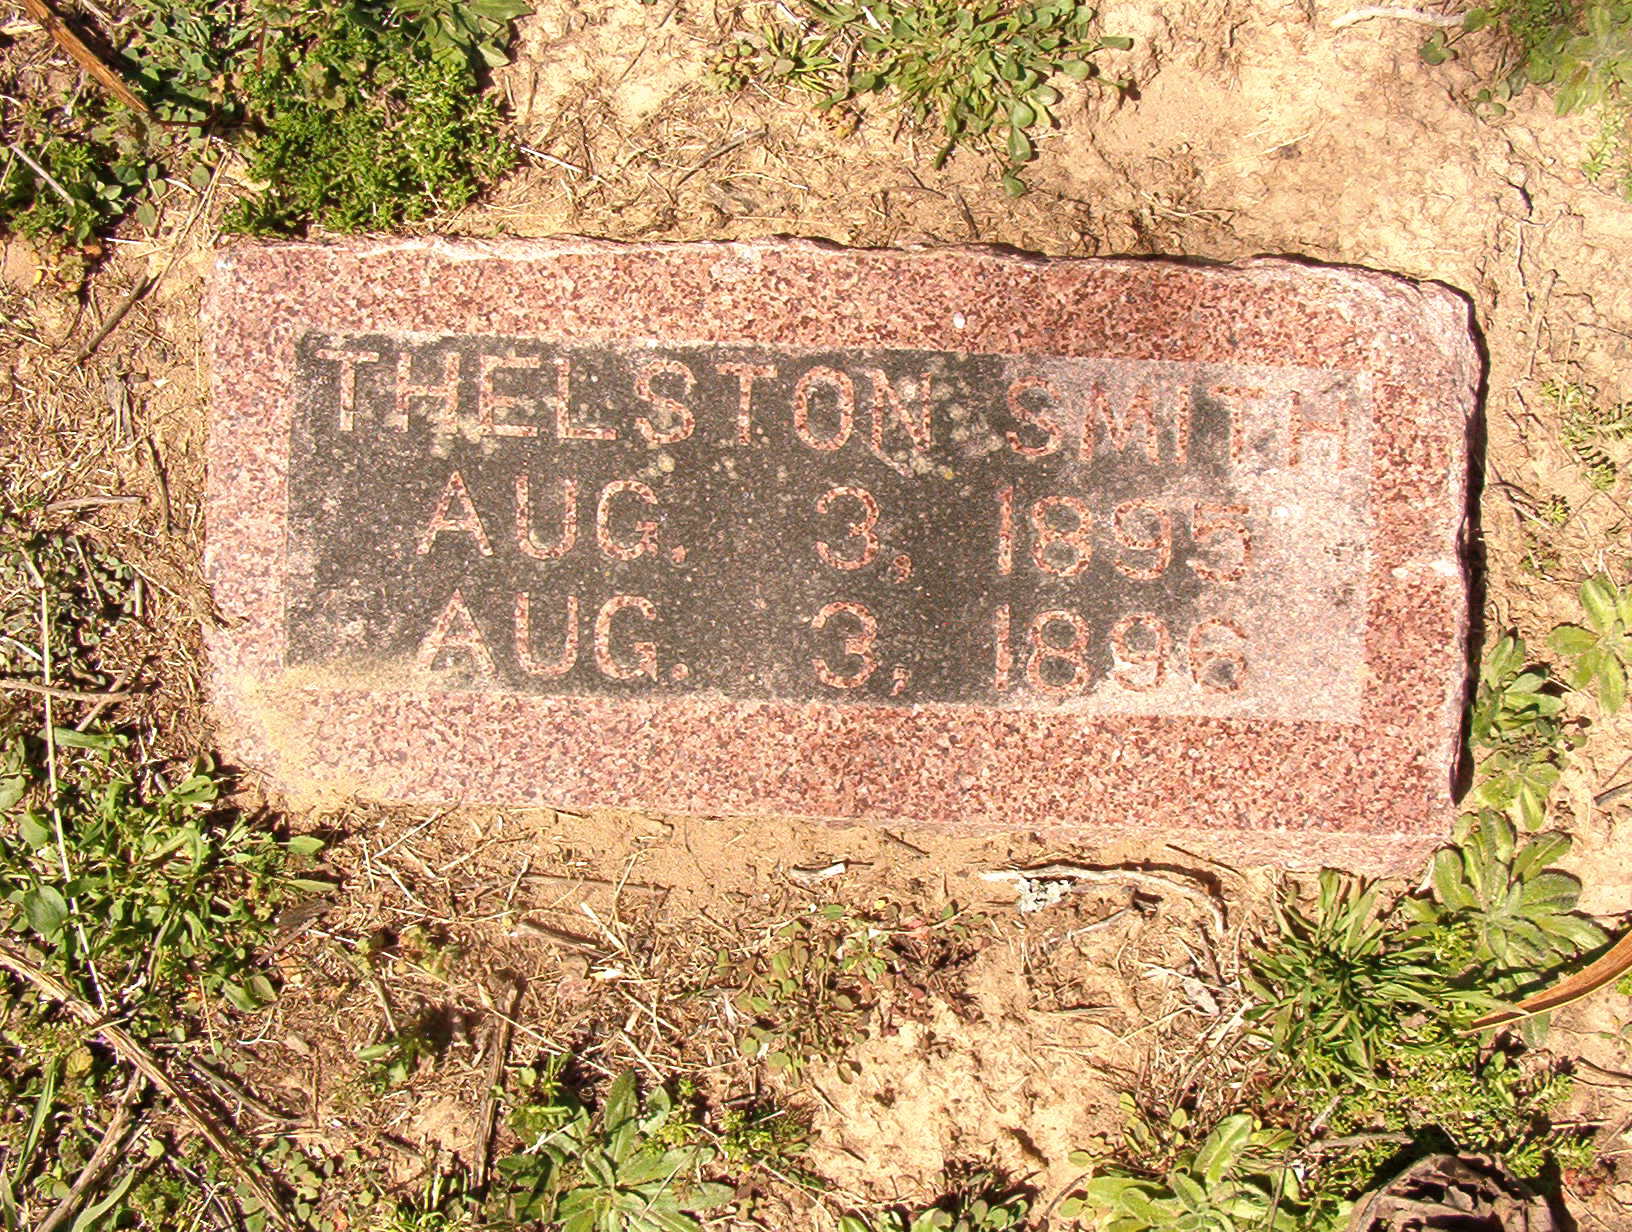 THELSTON SMITH
AUG. 3, 1895
AUG. 3, 1896